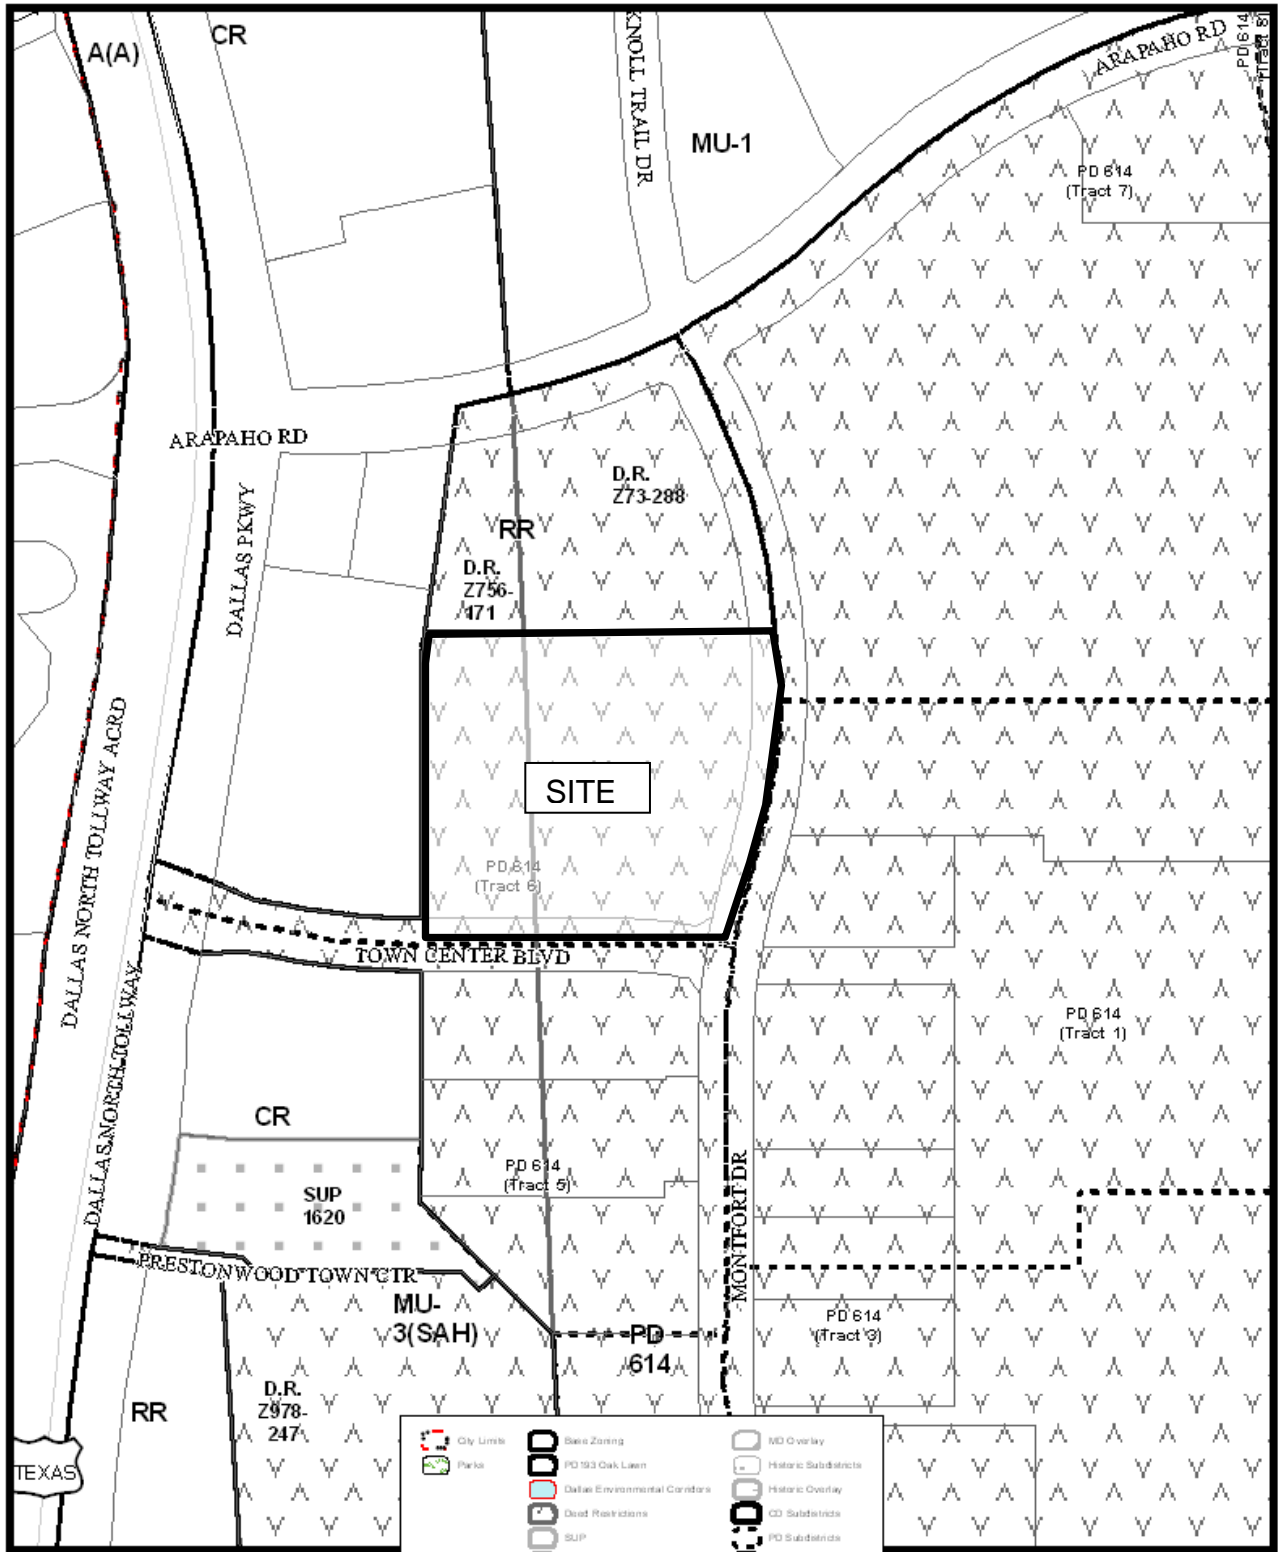 A(A)
CR
KNOLL TRAIL DR
MU-1
ARAPAHO RD
PD 614
(Tract 8)
PD 614
(Tract 7)
ARAPAHO RD
DALLAS PKWY
D.R.
Z73-288
RR
D.R.
Z756-
171
SITE
PD 614
(Tract 6)
DALLAS NORTH TOLLWAY ACRD
TOWN CENTER BLVD
DALLAS NORTH TOLLWAY
PD 614
(Tract 1)
CR
PD 614
(Tract 5)
SUP
1620
MONTFORT DR
PRESTONWOOD TOWN CTR
MU-
3(SAH)
PD
614
PD 614
(Tract 3)
RR
D.R.
Z978-
247
TEXAS
City Limits
Parks
Base Zoning
PD193 Oak Lawn
Dallas Environmental Corridors
Deed Restrictions
SUP
MD Overlay
Historic Subdistricts
Historic Overlay
CD Subdistricts
PD Subdistricts